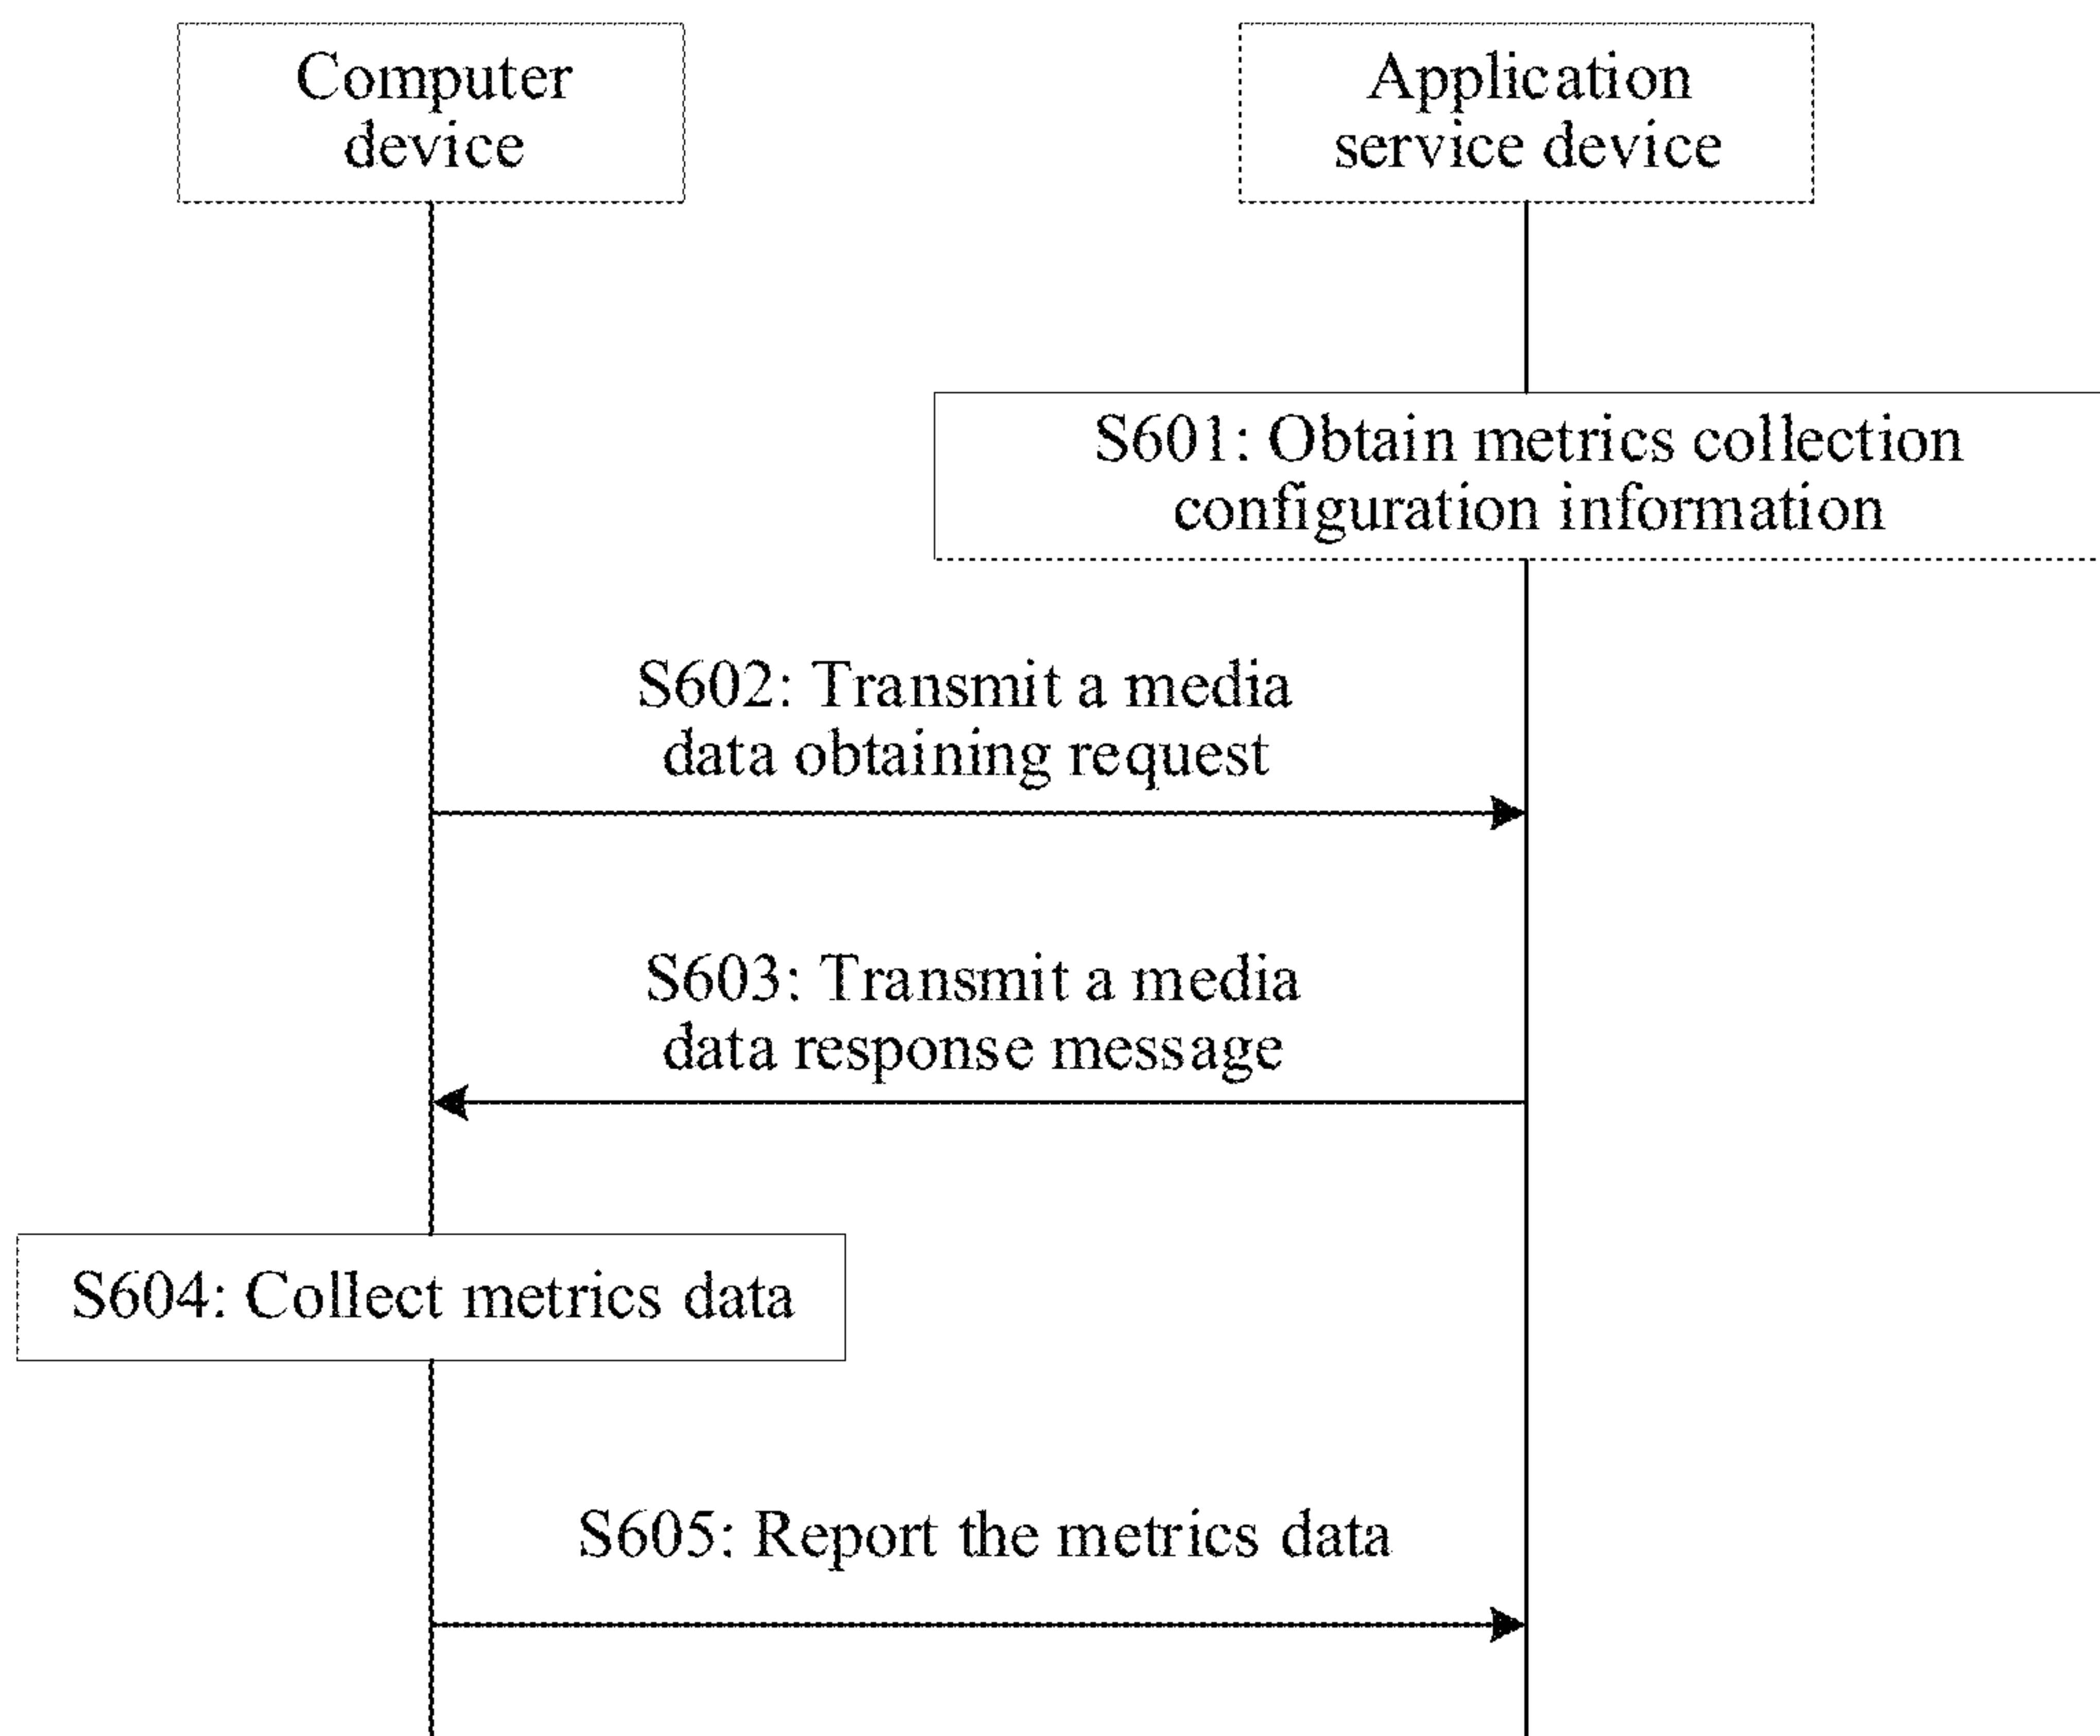 Computer
device
Application
service device
S601: Obtain metrics collection
configuration information
S602: Transmit a media
data obtaining request
S603: Transmit a media
data response message
S604: Collect metrics data
S605: Report the metrics data